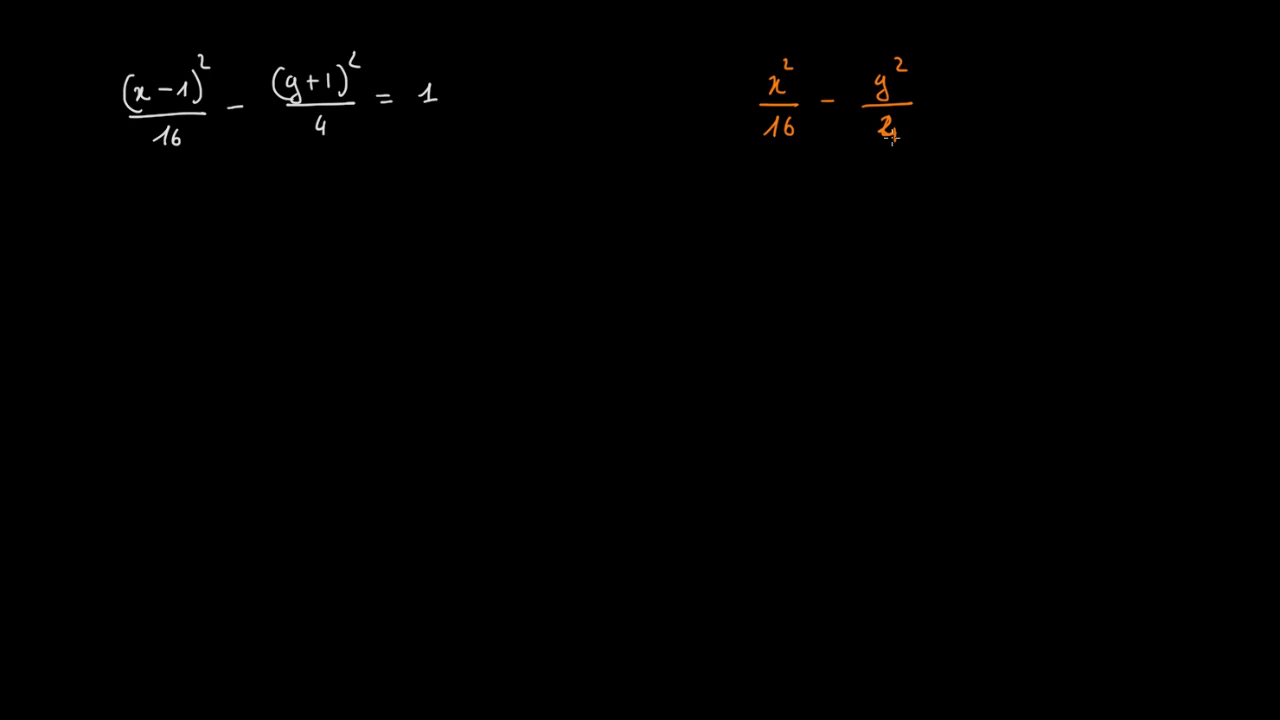 (x-1)²/16 - (y+1)²/4 = 1
x²/16 - y²/